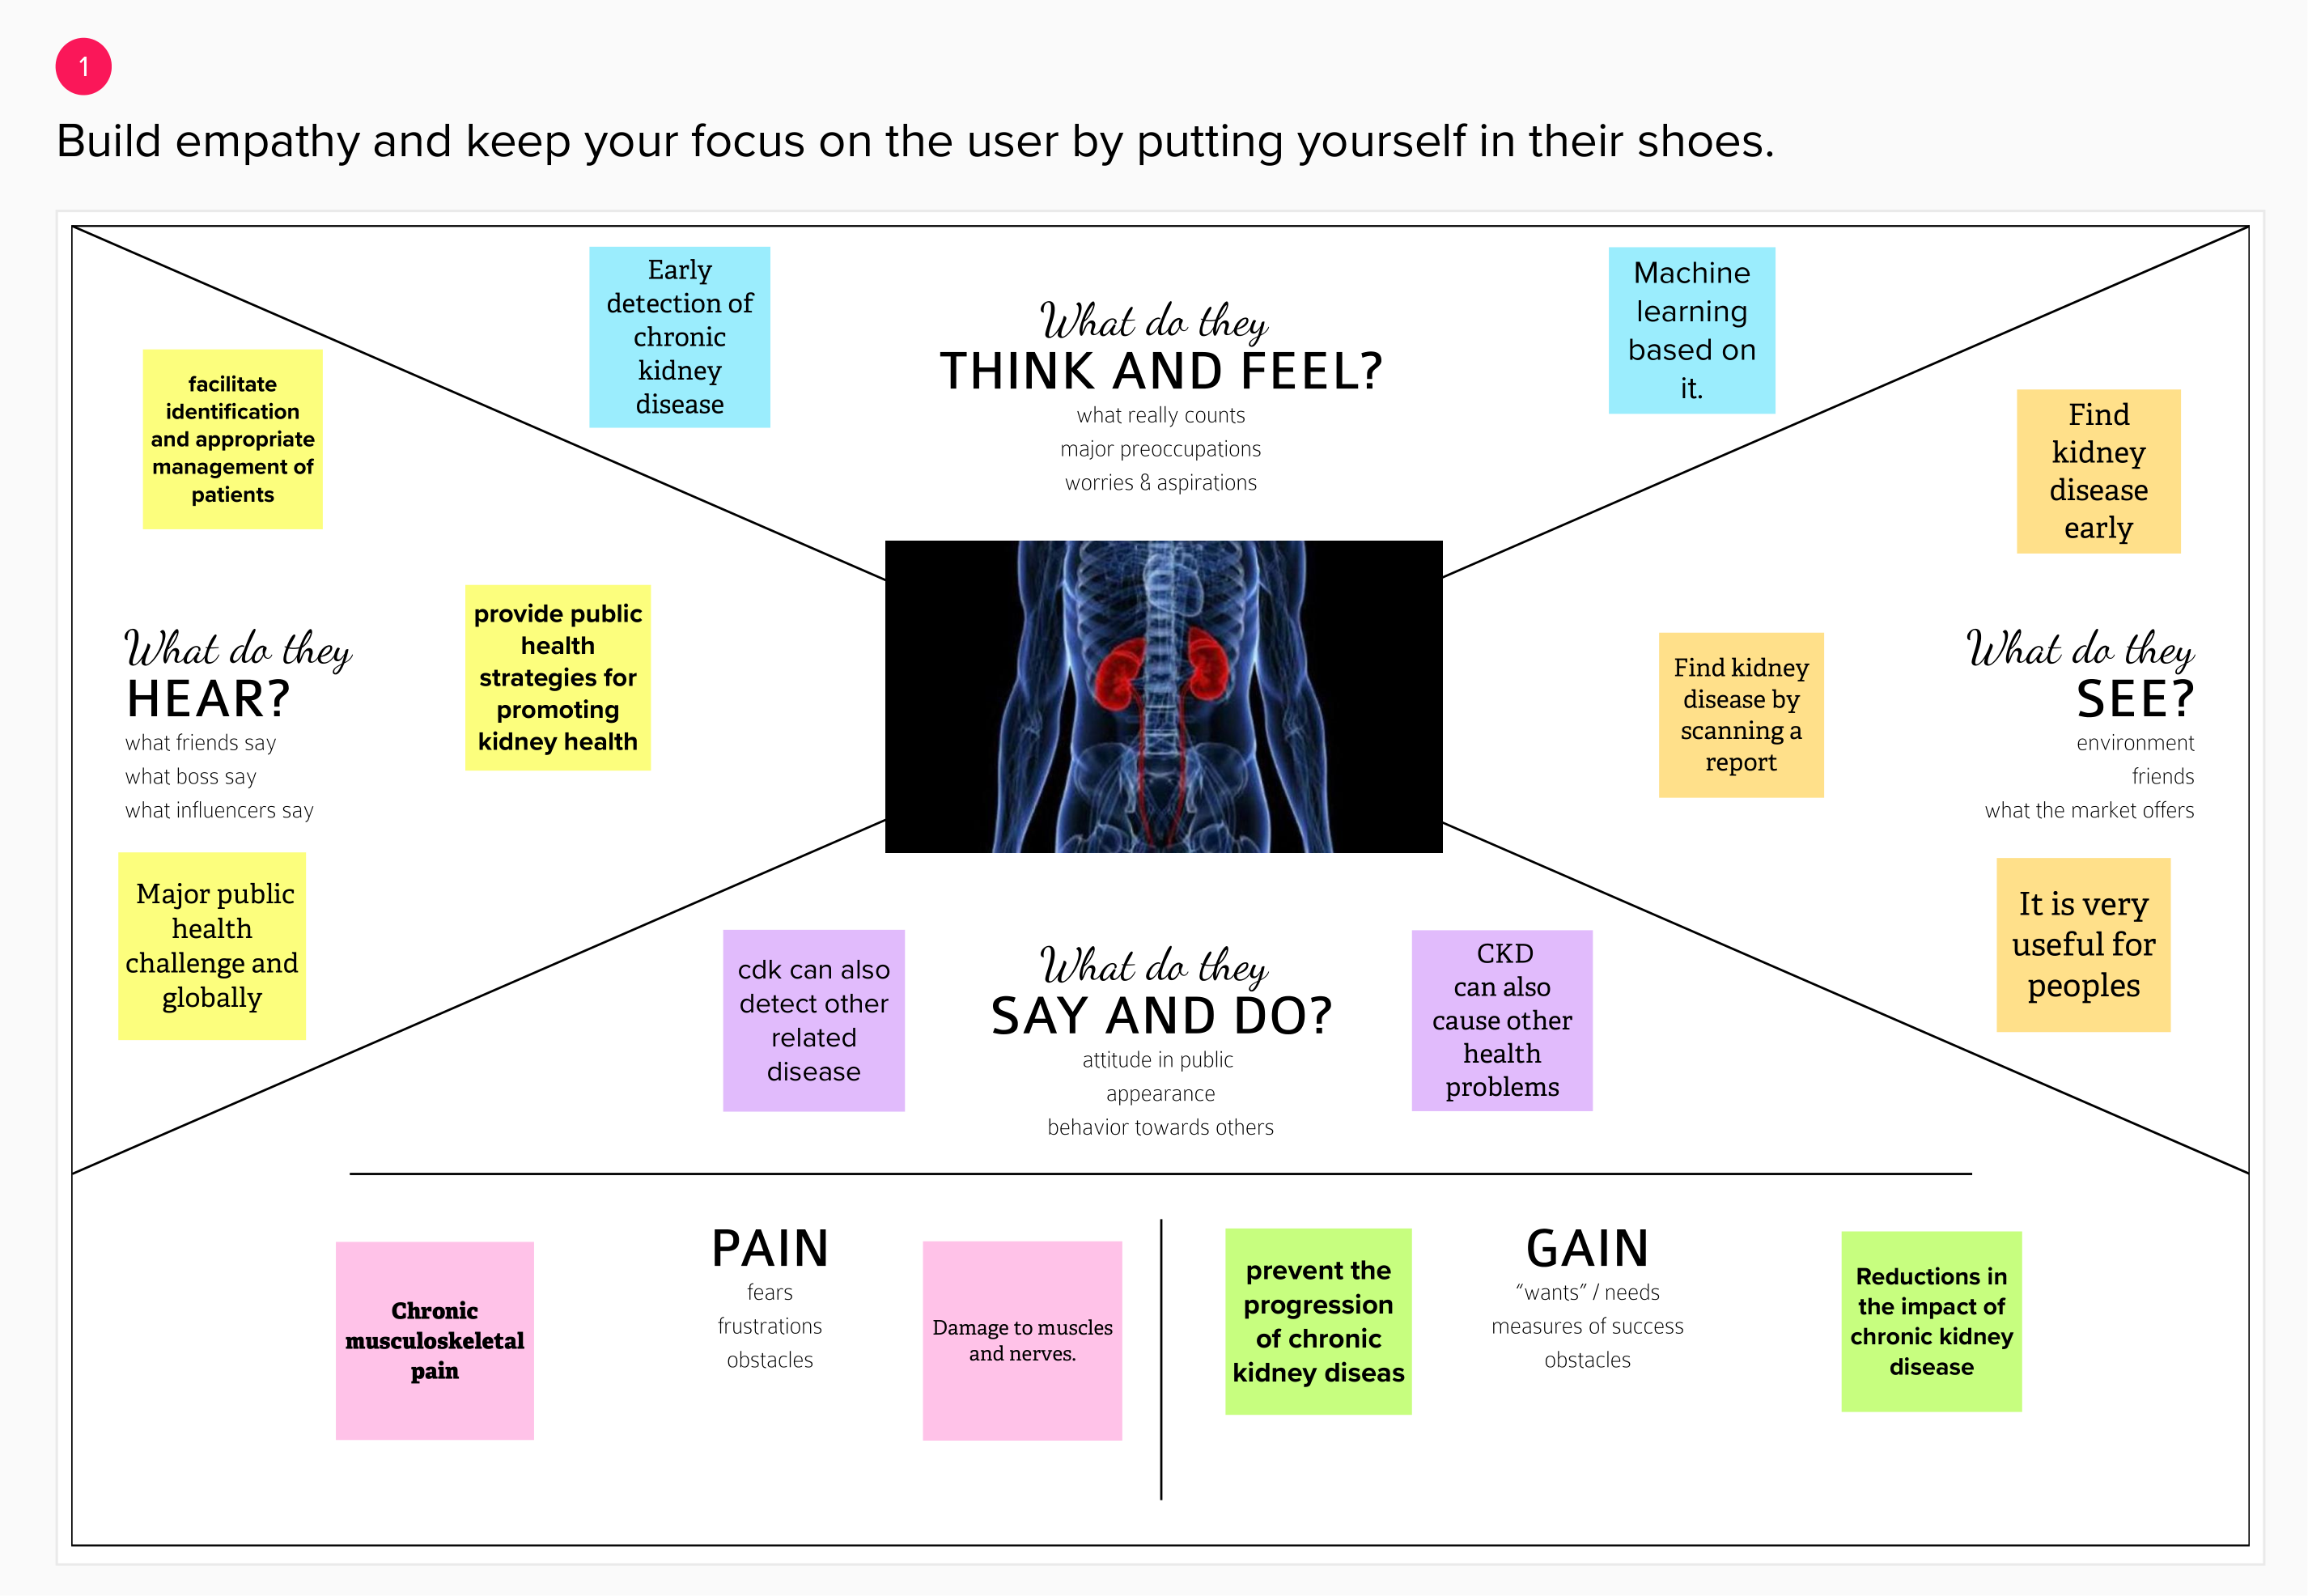 1
Build empathy and keep your focus on the user by putting yourself in their shoes.
Early
detection of
chronic
kidney
disease
What do they
THINK AND FEEL?
what really counts
major preoccupations
worries & aspirations
Machine
learning
based on
it.
facilitate
identification
and appropriate
management of
patients
provide public
health
strategies for
promoting
kidney health
What do they
HEAR?
what friends say
what boss say
what influencers say
Major public
health
challenge and
globally
Find
kidney
disease
early
Find kidney
disease by
scanning a
report
What do they
SEE?
environment
friends
what the market offers
It is very
useful for
peoples
cdk can also
detect other
related
disease
What do they
SAY AND DO?
attitude in public
appearance
behavior towards others
CKD
can also
cause other
health
problems
Chronic
musculoskeletal
pain
PAIN
fears
frustrations
obstacles
Damage to muscles
and nerves.
prevent the
progression
of chronic
kidney diseas
GAIN
“wants” / needs
measures of success
obstacles
Reductions in
the impact of
chronic kidney
disease